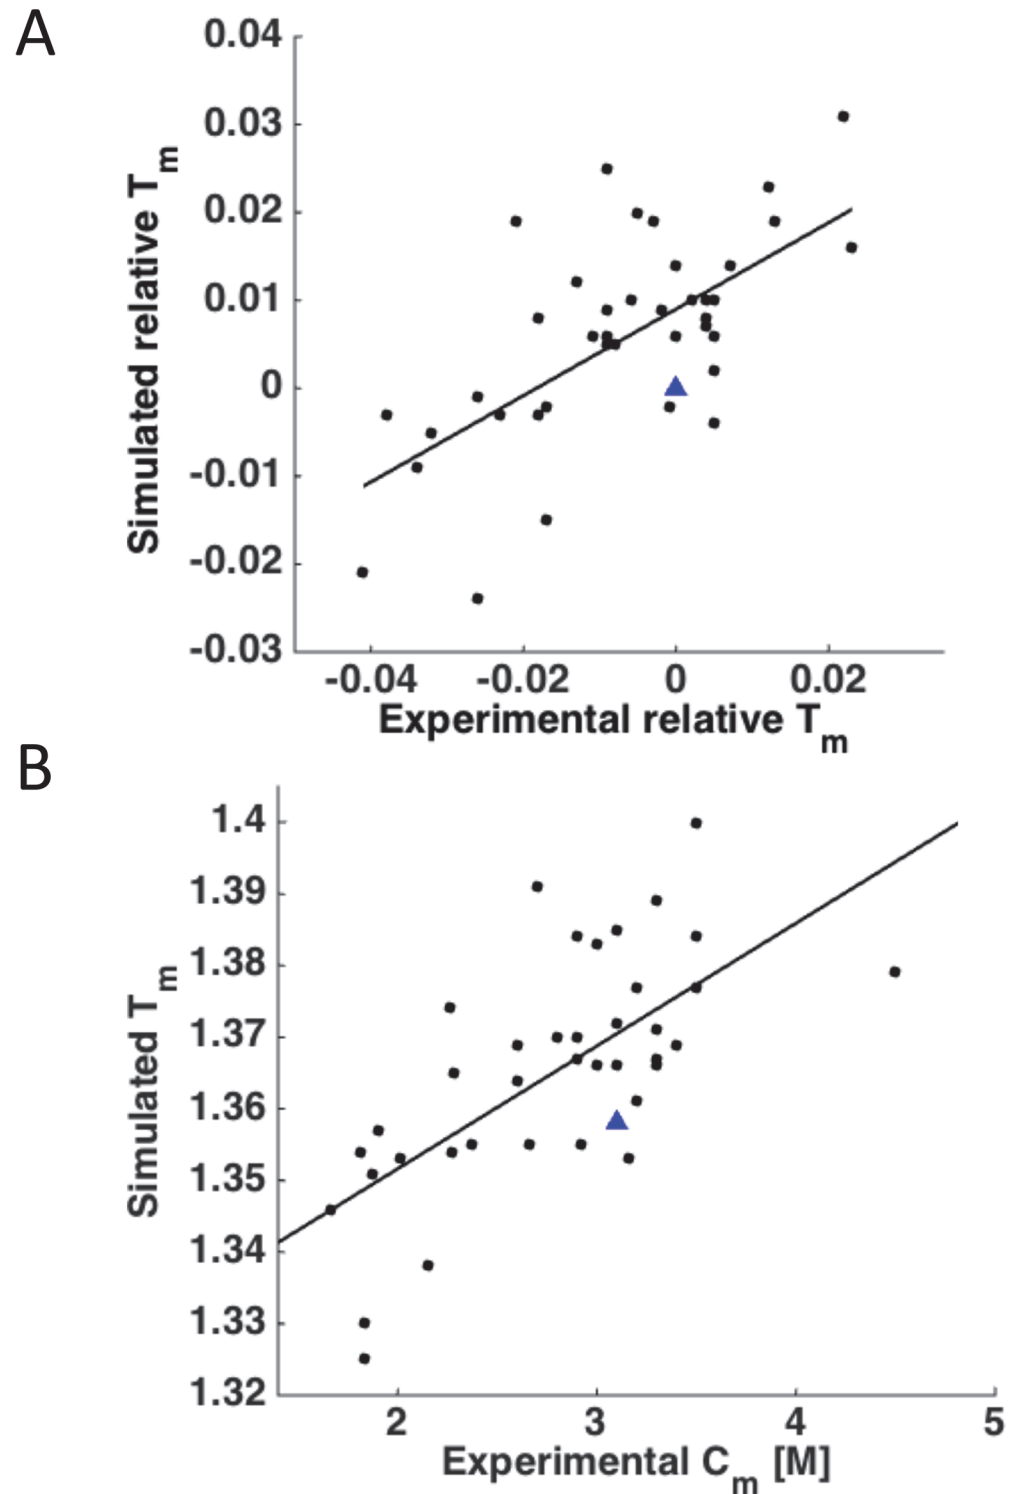 A
0.04
0.03
0.02
0.01
0
-0.01
-0.02
-0.03
Simulated relative Tm
-0.04 -0.02 0 0.02
Experimental relative Tm
B
1.4
1.39
1.38
1.37
1.36
1.35
1.34
1.33
1.32
Simulated Tm
2 3 4 5
Experimental Cm [M]